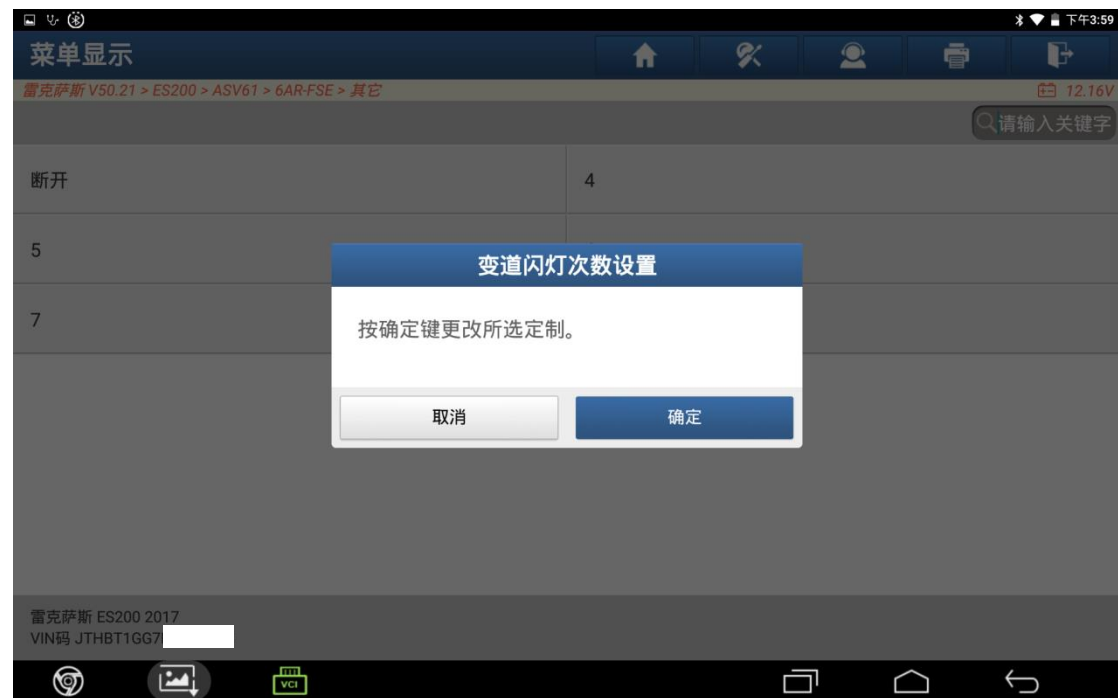 下午3:59
菜单显示
雷克萨斯 V50.21 > ES200 > ASV61 > 6AR-FSE > 其它
12.16V
请输入关键字
断开
4
5
7
变道闪灯次数设置
按确定键更改所选定制。
取消
确定
雷克萨斯 ES200 2017
VIN码 JTHBT1GG7
VCI